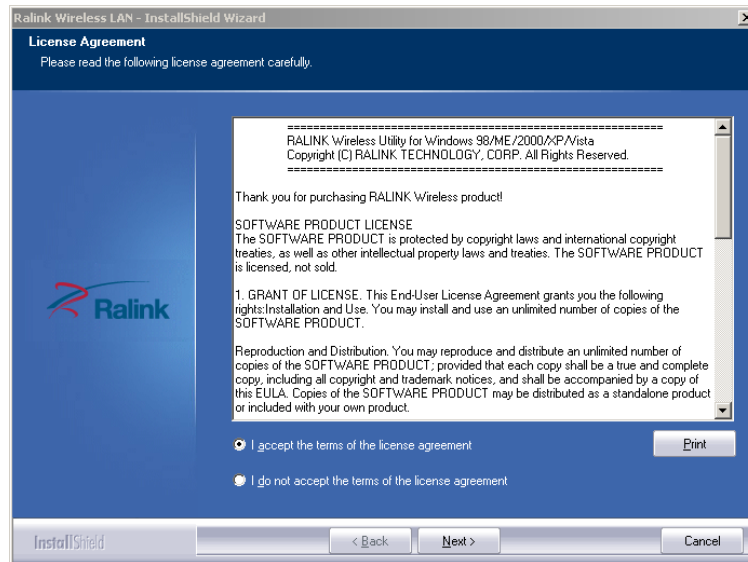 Ralink Wireless LAN - InstallShield Wizard
License Agreement
Please read the following license agreement carefully.
=========================================================
RALINK Wireless Utility for Windows 98/ME/2000/XP/Vista
Copyright (C) RALINK TECHNOLOGY, CORP. All Rights Reserved.
=========================================================
Thank you for purchasing RALINK Wireless product!
SOFTWARE PRODUCT LICENSE
The SOFTWARE PRODUCT is protected by copyright laws and international copyright
treaties, as well as other intellectual property laws and treaties. The SOFTWARE PRODUCT
is licensed, not sold.
1. GRANT OF LICENSE. This End-User License Agreement grants you the following
rights:Installation and Use. You may install and use an unlimited number of copies of the
SOFTWARE PRODUCT.
Reproduction and Distribution. You may reproduce and distribute an unlimited number of
copies of the SOFTWARE PRODUCT; provided that each copy shall be a true and complete
copy, including all copyright and trademark notices, and shall be accompanied by a copy of
this EULA. Copies of the SOFTWARE PRODUCT may be distributed as a standalone product
or included with your own product.
Ralink
I accept the terms of the license agreement
Print
I do not accept the terms of the license agreement
InstallShield
< Back
Next >
Cancel